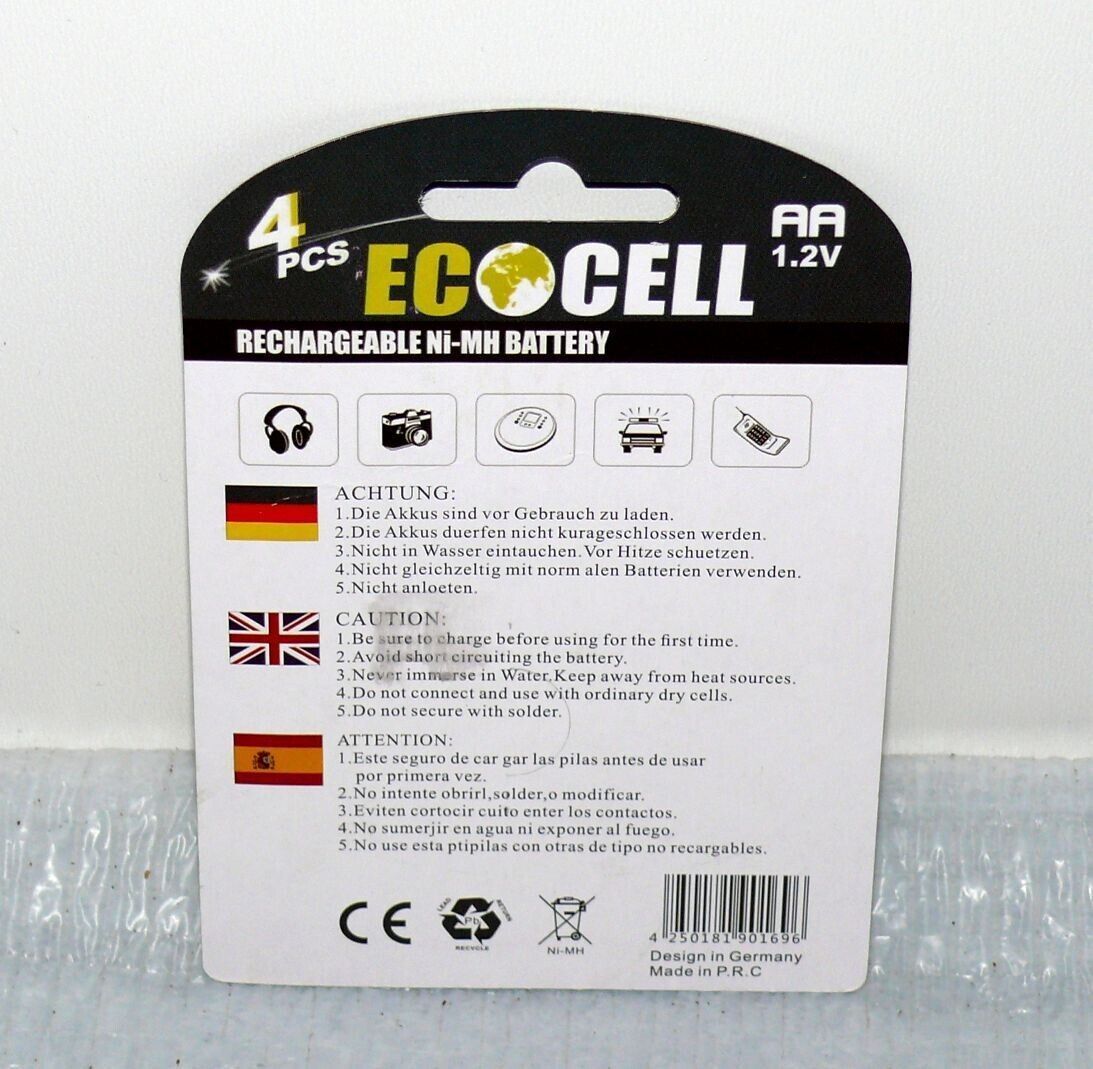 4
PCS
AA
1.2V
ECOCELL
RECHARGEABLE Ni-MH BATTERY
ACHTUNG:
1.Die Akkus sind vor Gebrauch zu laden.
2.Die Akkus duerfen nicht kurageschlossen werden.
3.Nicht in Wasser eintauchen.Vor Hitze schuetzen.
4.Nicht gleichzeltig mit norm alen Batterien verwenden.
5.Nicht anloeten.
CAUTION:
1.Be sure to charge before using for the first time.
2.Avoid short circuiting the battery.
3.Never immerse in Water.Keep away from heat sources.
4.Do not connect and use with ordinary dry cells.
5.Do not secure with solder.
ATTENTION:
1.Este seguro de car gar las pilas antes de usar
por primera vez.
2.No intente obrirl,solder,o modificar.
3.Eviten cortocir cuito enter los contactos.
4.No sumerjir en agua ni exponer al fuego.
5.No use esta ptipilas con otras de tipo no recargables.
CE
LEAD
RETURN
Pb
RECYCLE
Ni-MH
4 250181 901696
Design in Germany
Made in P.R.C